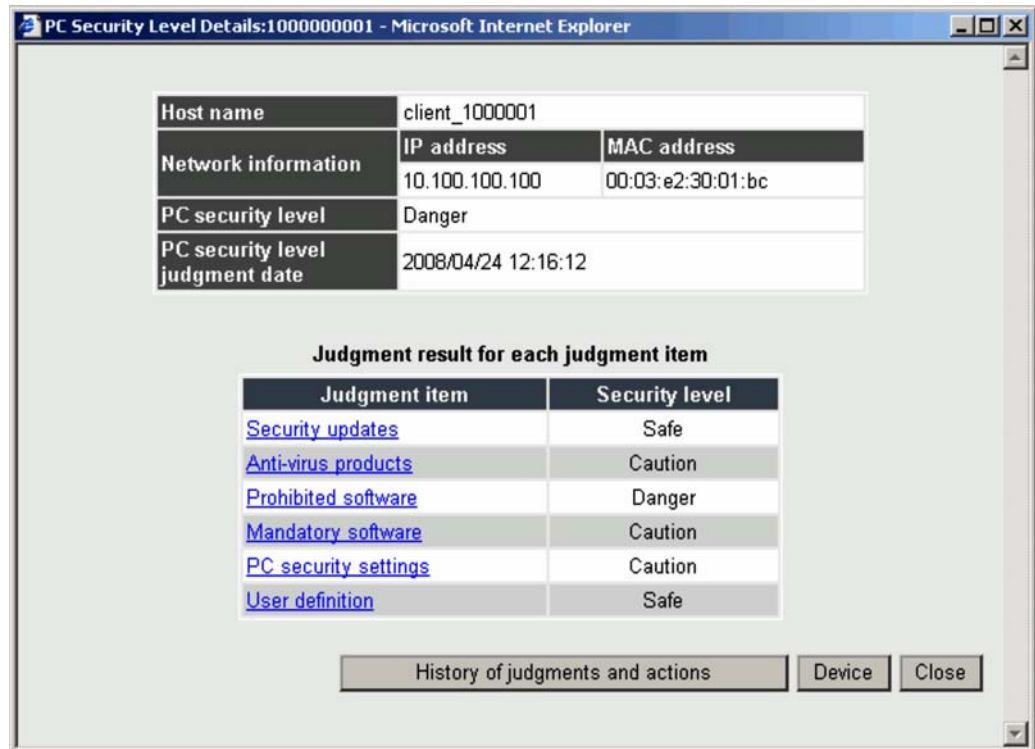 PC Security Level Details:1000000001 - Microsoft Internet Explorer
Host name client_1000001
Network information IP address MAC address
10.100.100.100 00:03:e2:30:01:bc
PC security level Danger
PC security level
judgment date 2008/04/24 12:16:12
Judgment result for each judgment item
Judgment item Security level
Security updates Safe
Anti-virus products Caution
Prohibited software Danger
Mandatory software Caution
PC security settings Caution
User definition Safe
History of judgments and actions Device Close